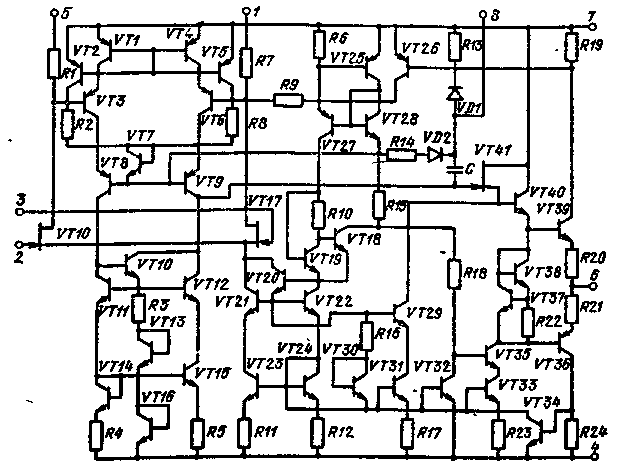 5 1 8 7
VT1 VT4 R6 VT26 R13 R19
VT2 VT5 R7 VT25
R1 VT3 R9 VD1
R2 VT7 VT6 R8 VT28 R14 VD2 VT41
VT27
VT8 VT9 C
VT40
3 VT17 R10 R15 VT39
2 VT10 VT18
VT10 VT20 VT19 R18 VT38 R20
6
VT11 R3 VT12 VT21 VT22 VT37 R21
VT13 R16 VT29 R22
VT14 VT15 VT23 VT24 VT30 VT31 VT32 VT35 VT36
VT16 VT33 VT34
R4 R5 R11 R12 R17 R23 R24
4